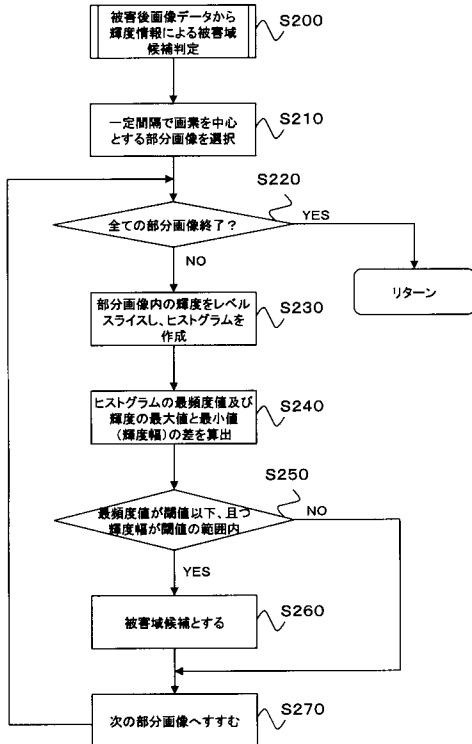 被害後画像データから
輝度情報による被害域
候補判定
S200
一定間隔で画素を中心
とする部分画像を選択
S210
S220
全ての部分画像終了?
YES
NO
リターン
部分画像内の輝度をレベル
スライスし、ヒストグラムを
作成
S230
ヒストグラムの最頻度値及び
輝度の最大値と最小値
(輝度幅)の差を算出
S240
S250
最頻度値が閾値以下、且つ
輝度幅が閾値の範囲内
NO
YES
被害域候補とする
S260
次の部分画像へすすむ
S270